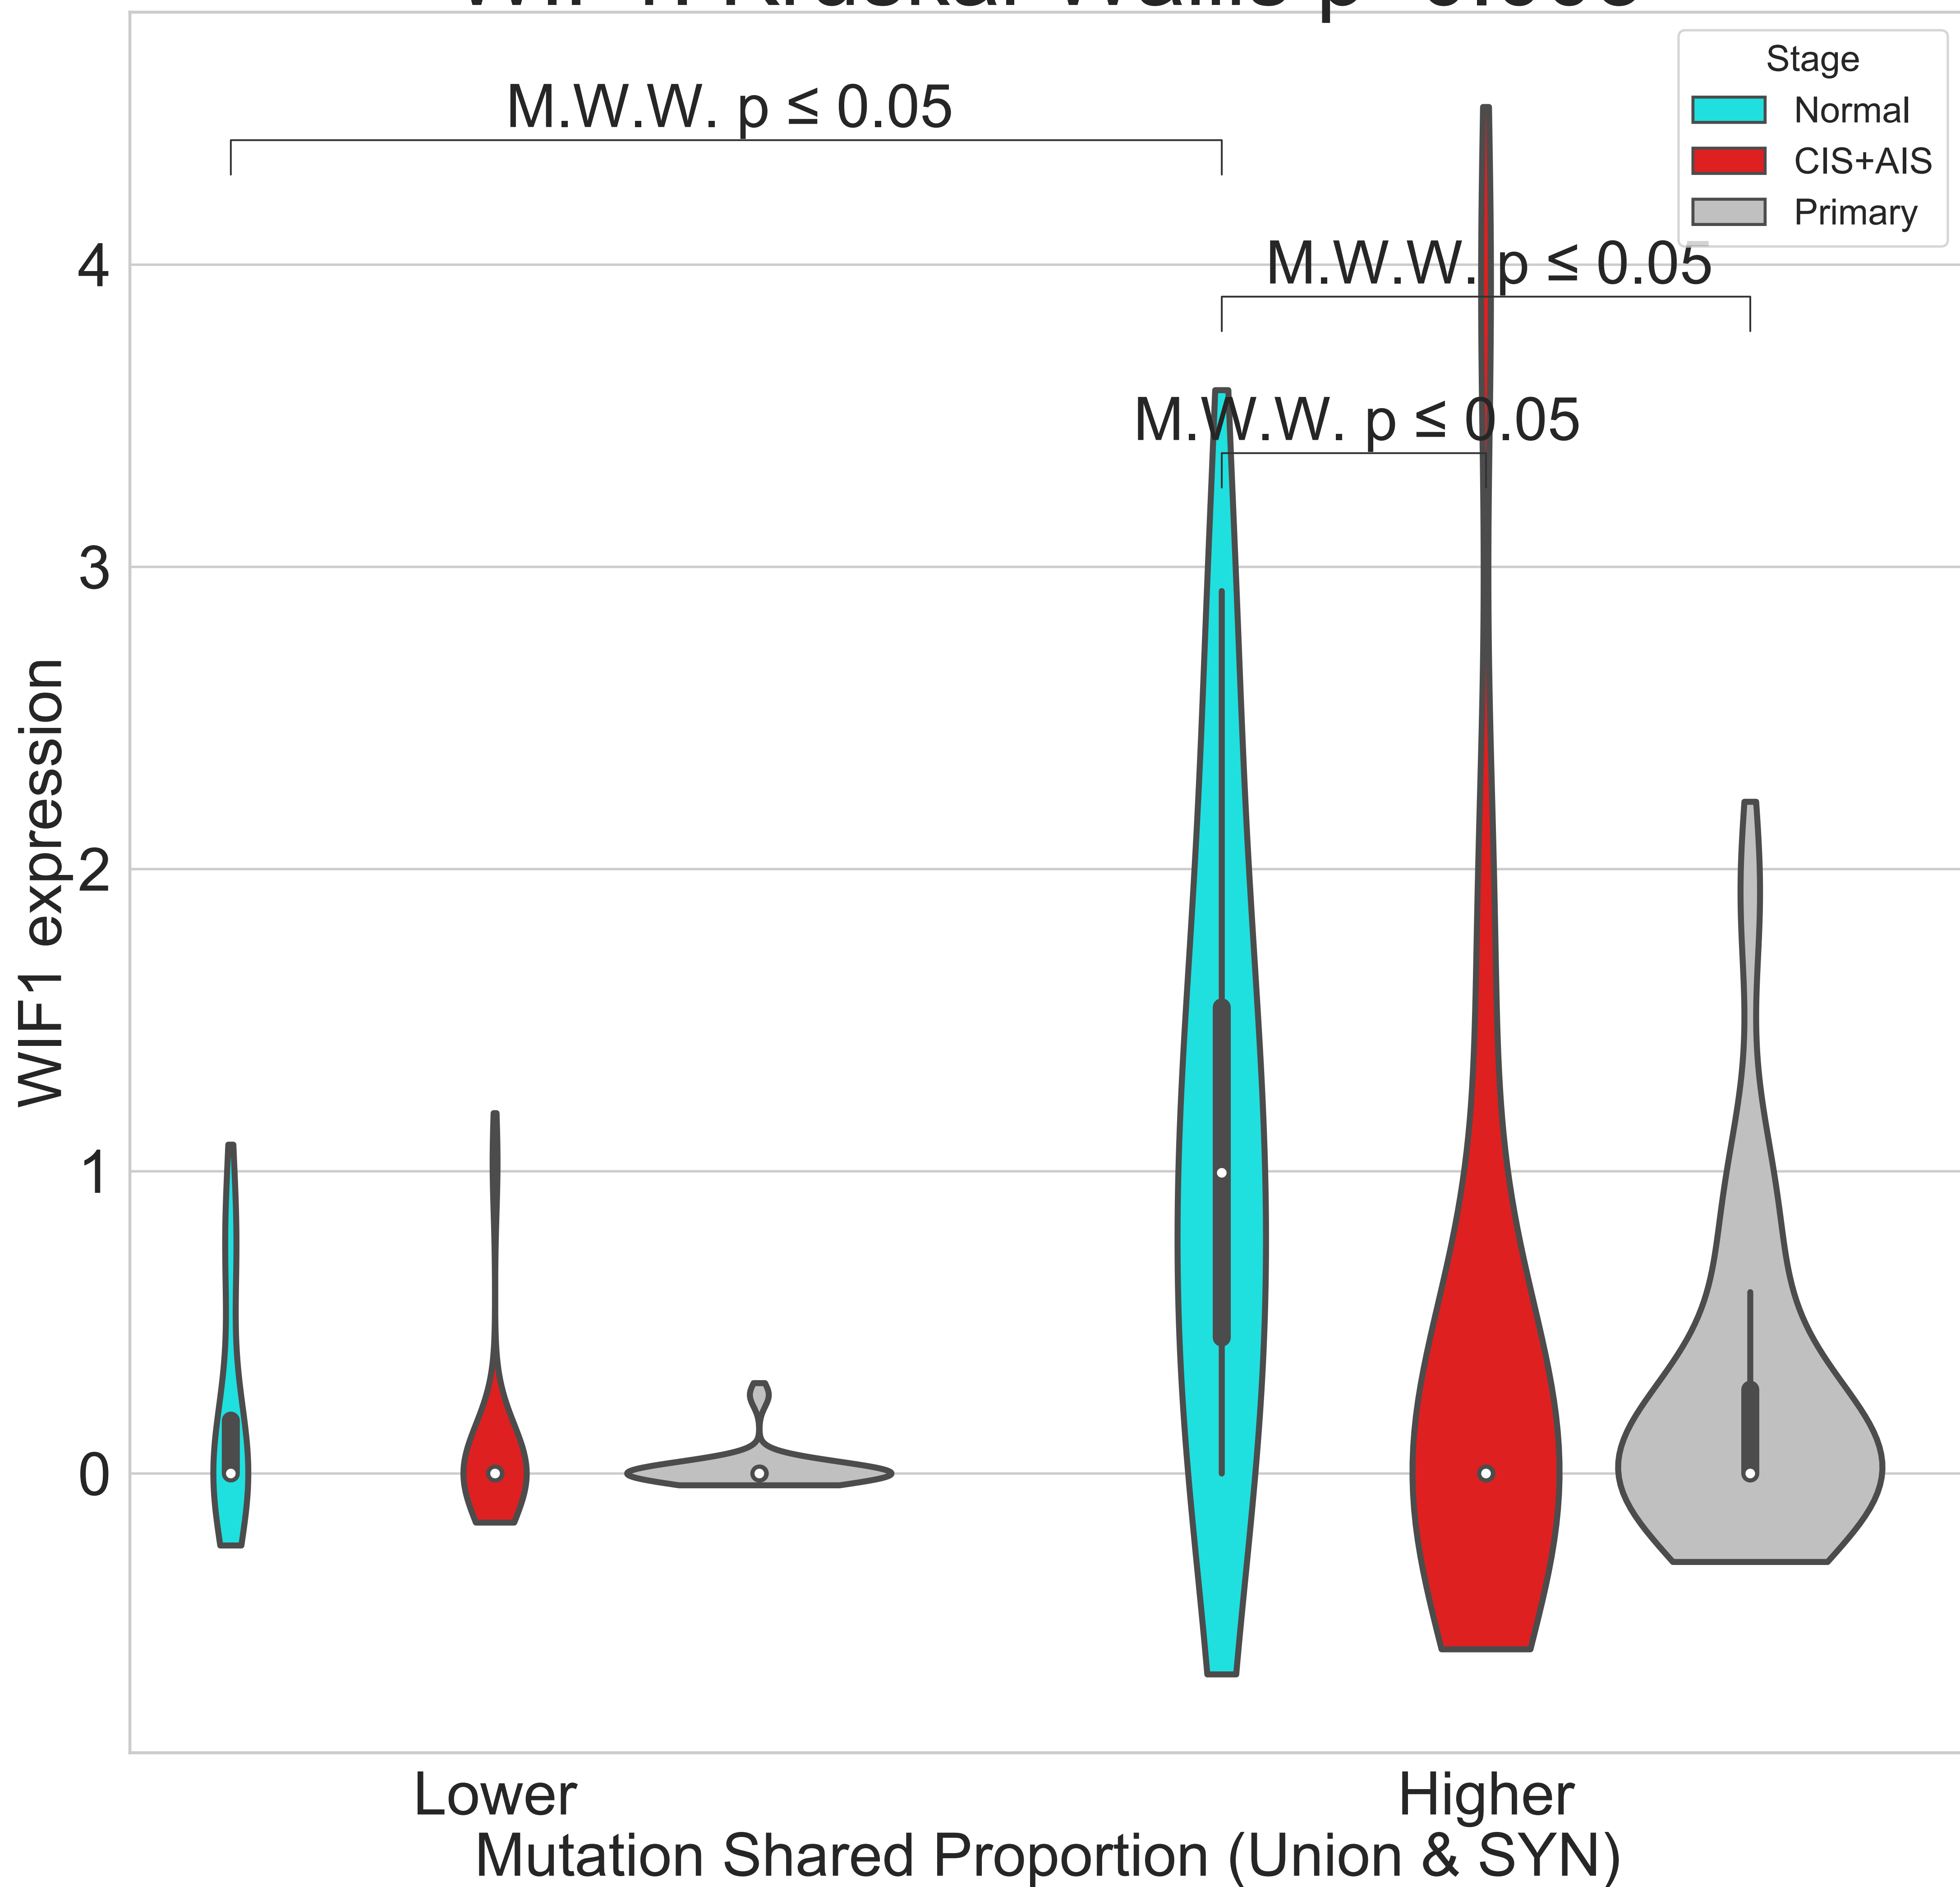 Stage
Normal
CIS+AIS
Primary
M.W.W. p ≤ 0.05
M.W.W. p ≤ 0.05
M.W.W. p ≤ 0.05
4
3
2
1
0
WIF1 expression
Lower
Higher
Mutation Shared Proportion (Union & SYN)